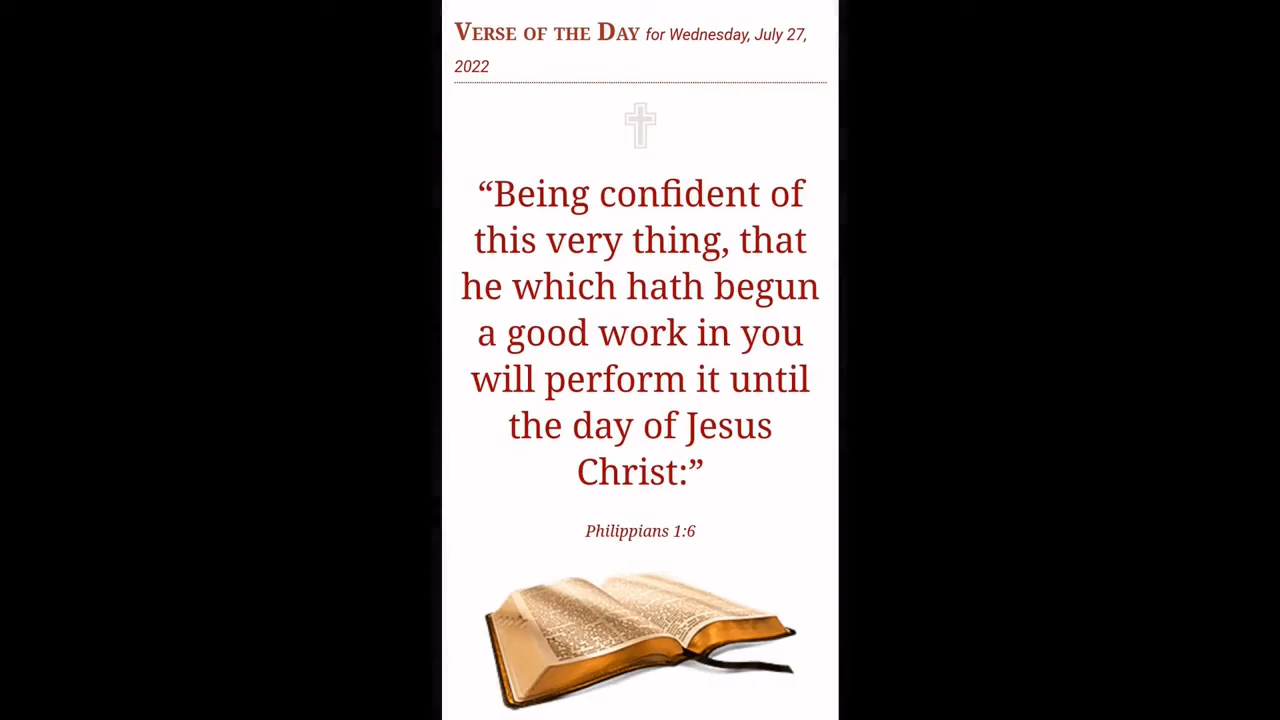 VERSE OF THE DAY for Wednesday, July 27,
2022
“Being confident of
this very thing, that
he which hath begun
a good work in you
will perform it until
the day of Jesus
Christ:”
Philippians 1:6